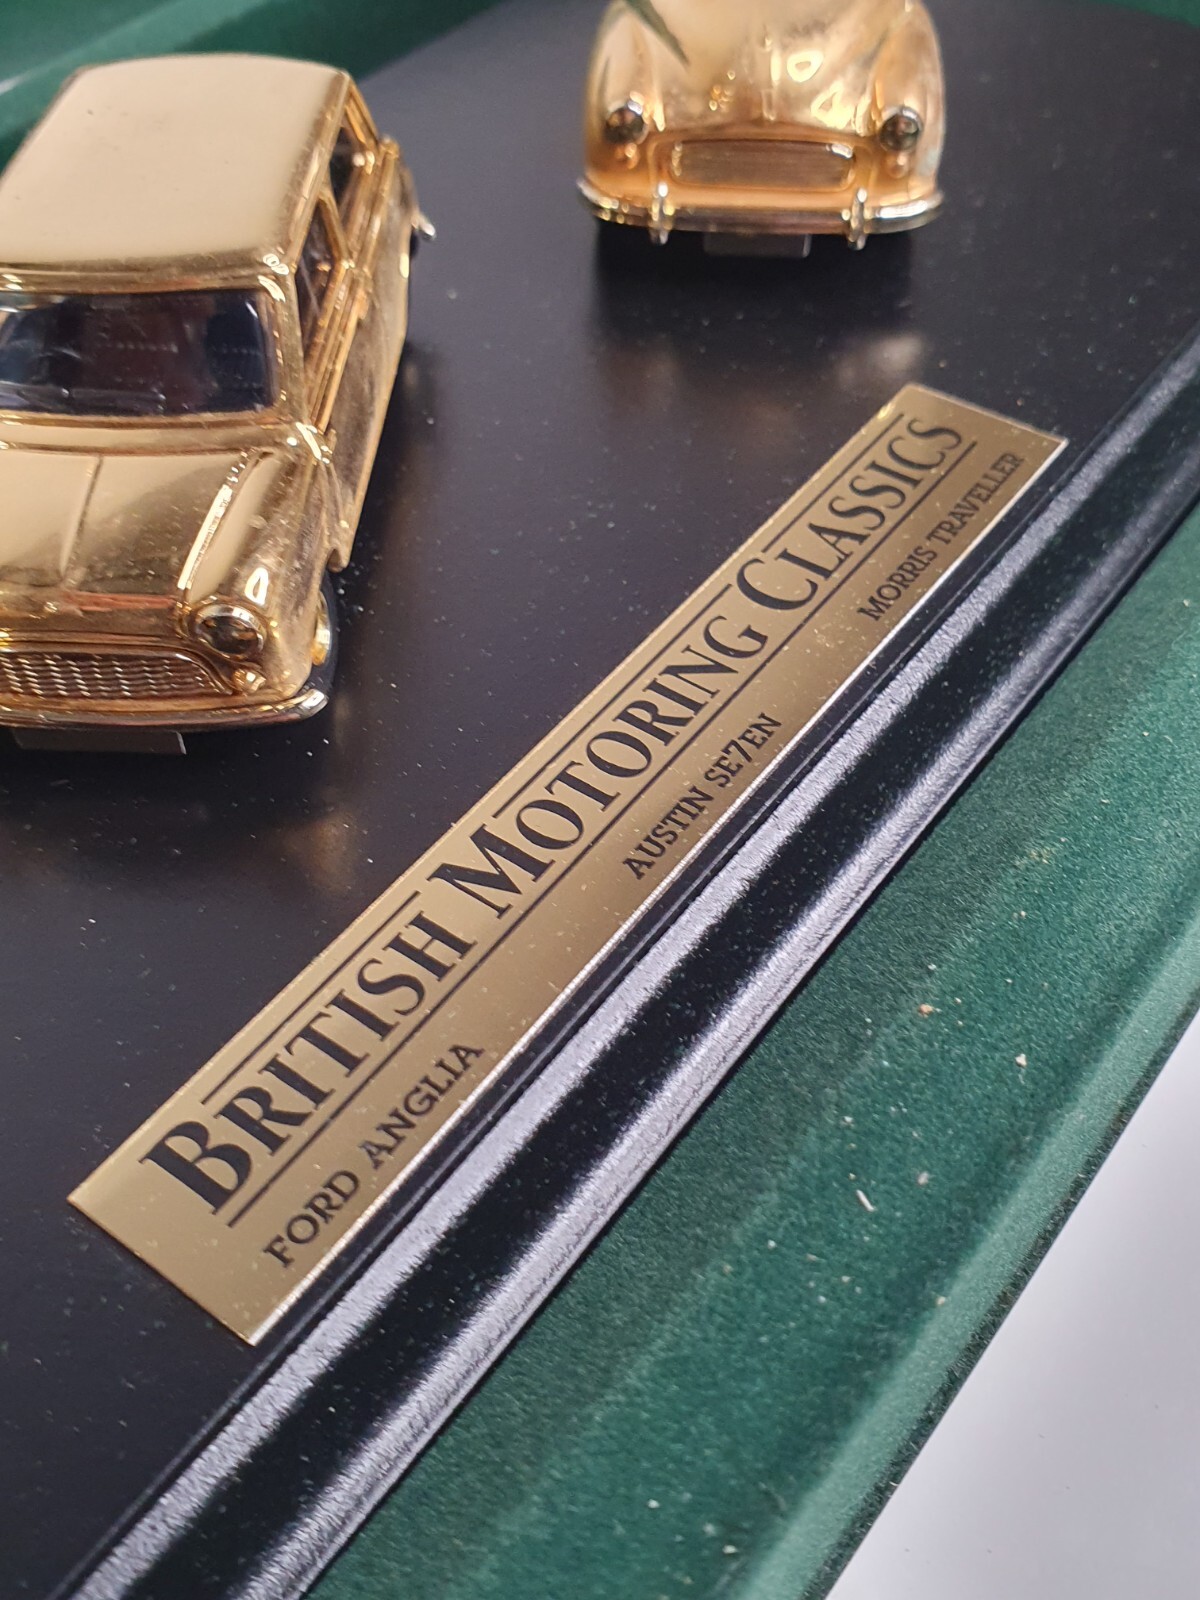 BRITISH MOTORING CLASSICS
FORD ANGLIA AUSTIN SE7EN MORRIS TRAVELLER